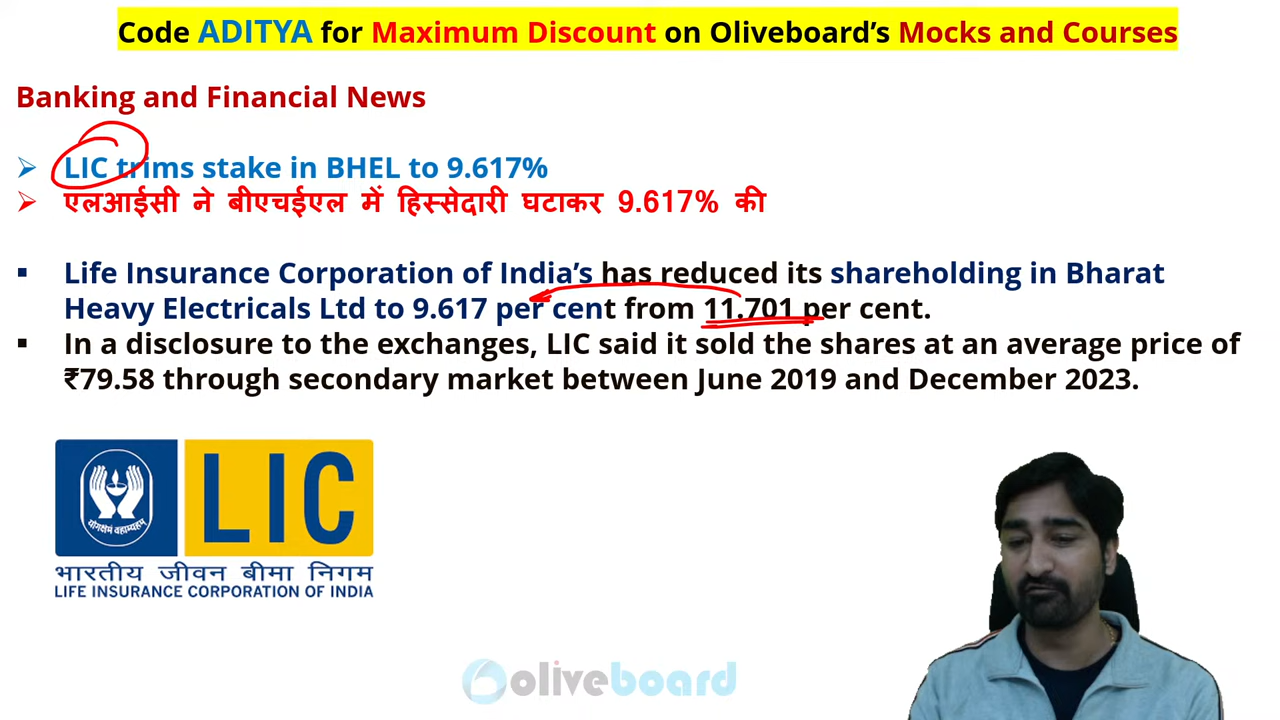 Code ADITYA for Maximum Discount on Oliveboard’s Mocks and Courses
Banking and Financial News
LIC trims stake in BHEL to 9.617%
एलआईसी ने बीएचईएल में हिस्सेदारी घटाकर 9.617% की
Life Insurance Corporation of India’s has reduced its shareholding in Bharat
Heavy Electricals Ltd to 9.617 per cent from 11.701 per cent.
In a disclosure to the exchanges, LIC said it sold the shares at an average price of
₹79.58 through secondary market between June 2019 and December 2023.
योगक्षेमं वहाम्यहम्
LIC
भारतीय जीवन बीमा निगम
LIFE INSURANCE CORPORATION OF INDIA
oliveboard